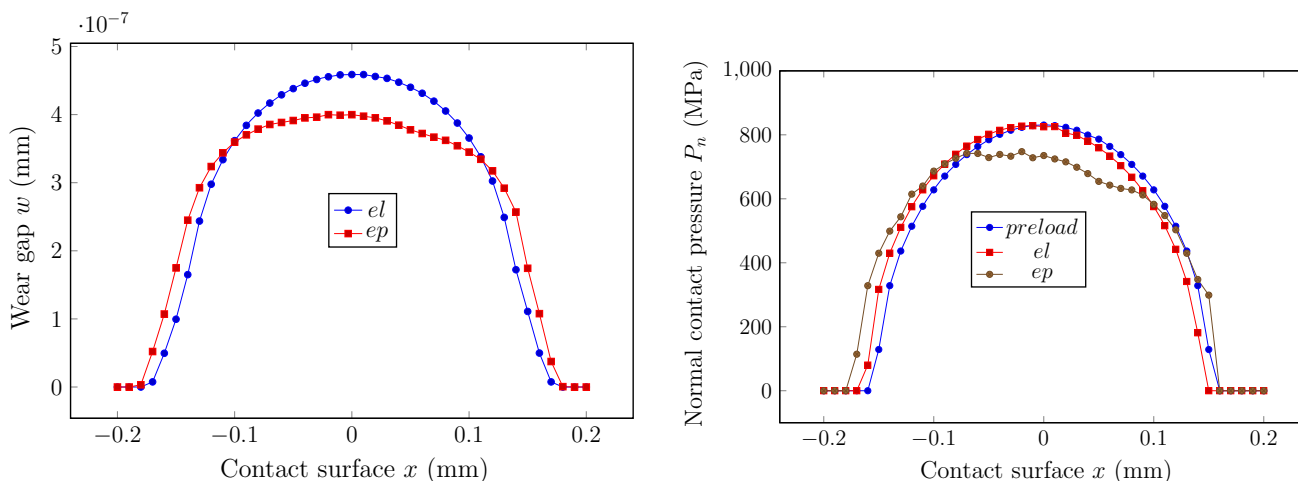 ·10⁻⁷
5
4
3
2
1
0
−0.2
−0.1
0
0.1
0.2
Wear gap w (mm)
Contact surface x (mm)
el
ep
1,000
800
600
400
200
0
−0.2
−0.1
0
0.1
0.2
Normal contact pressure Pₙ (MPa)
Contact surface x (mm)
preload
el
ep